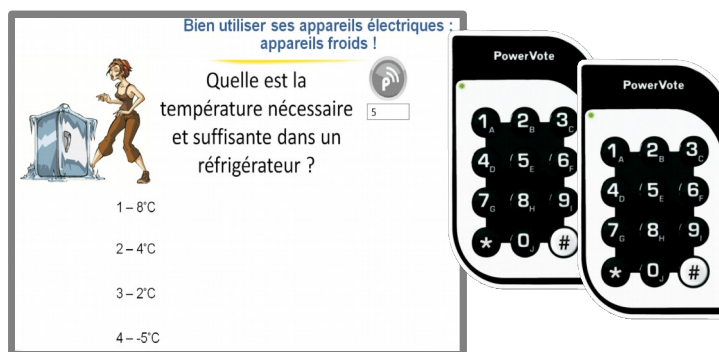 Bien utiliser ses appareils électriques :
appareils froids !
Quelle est la
température nécessaire
et suffisante dans un
réfrigérateur ?
5
1 – 8°C
2 – 4°C
3 – 2°C
4 – -5°C
PowerVote
1 A 2 B 3 C
4 D 5 E 6 F
7 G 8 H 9 I
* 0 J #
PowerVote
1 A 2 B 3 C
4 D 5 E 6 F
7 G 8 H 9 I
* 0 J #